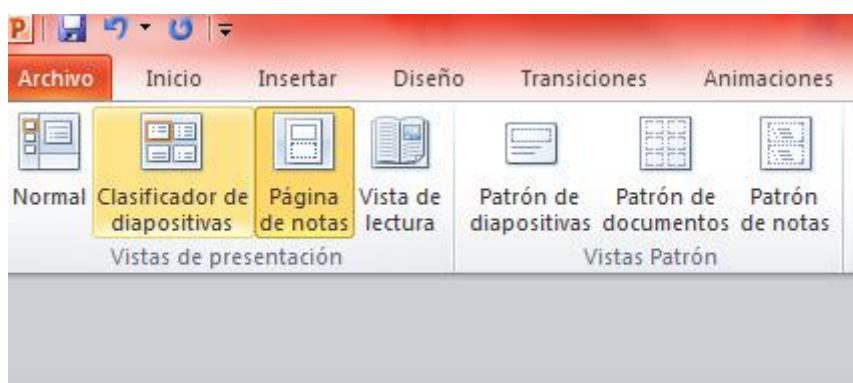 P
Archivo Inicio Insertar Diseño Transiciones Animaciones
Normal Clasificador de diapositivas Página de notas Vista de lectura Patrón de diapositivas Patrón de documentos Patrón de notas
Vistas de presentación Vistas Patrón